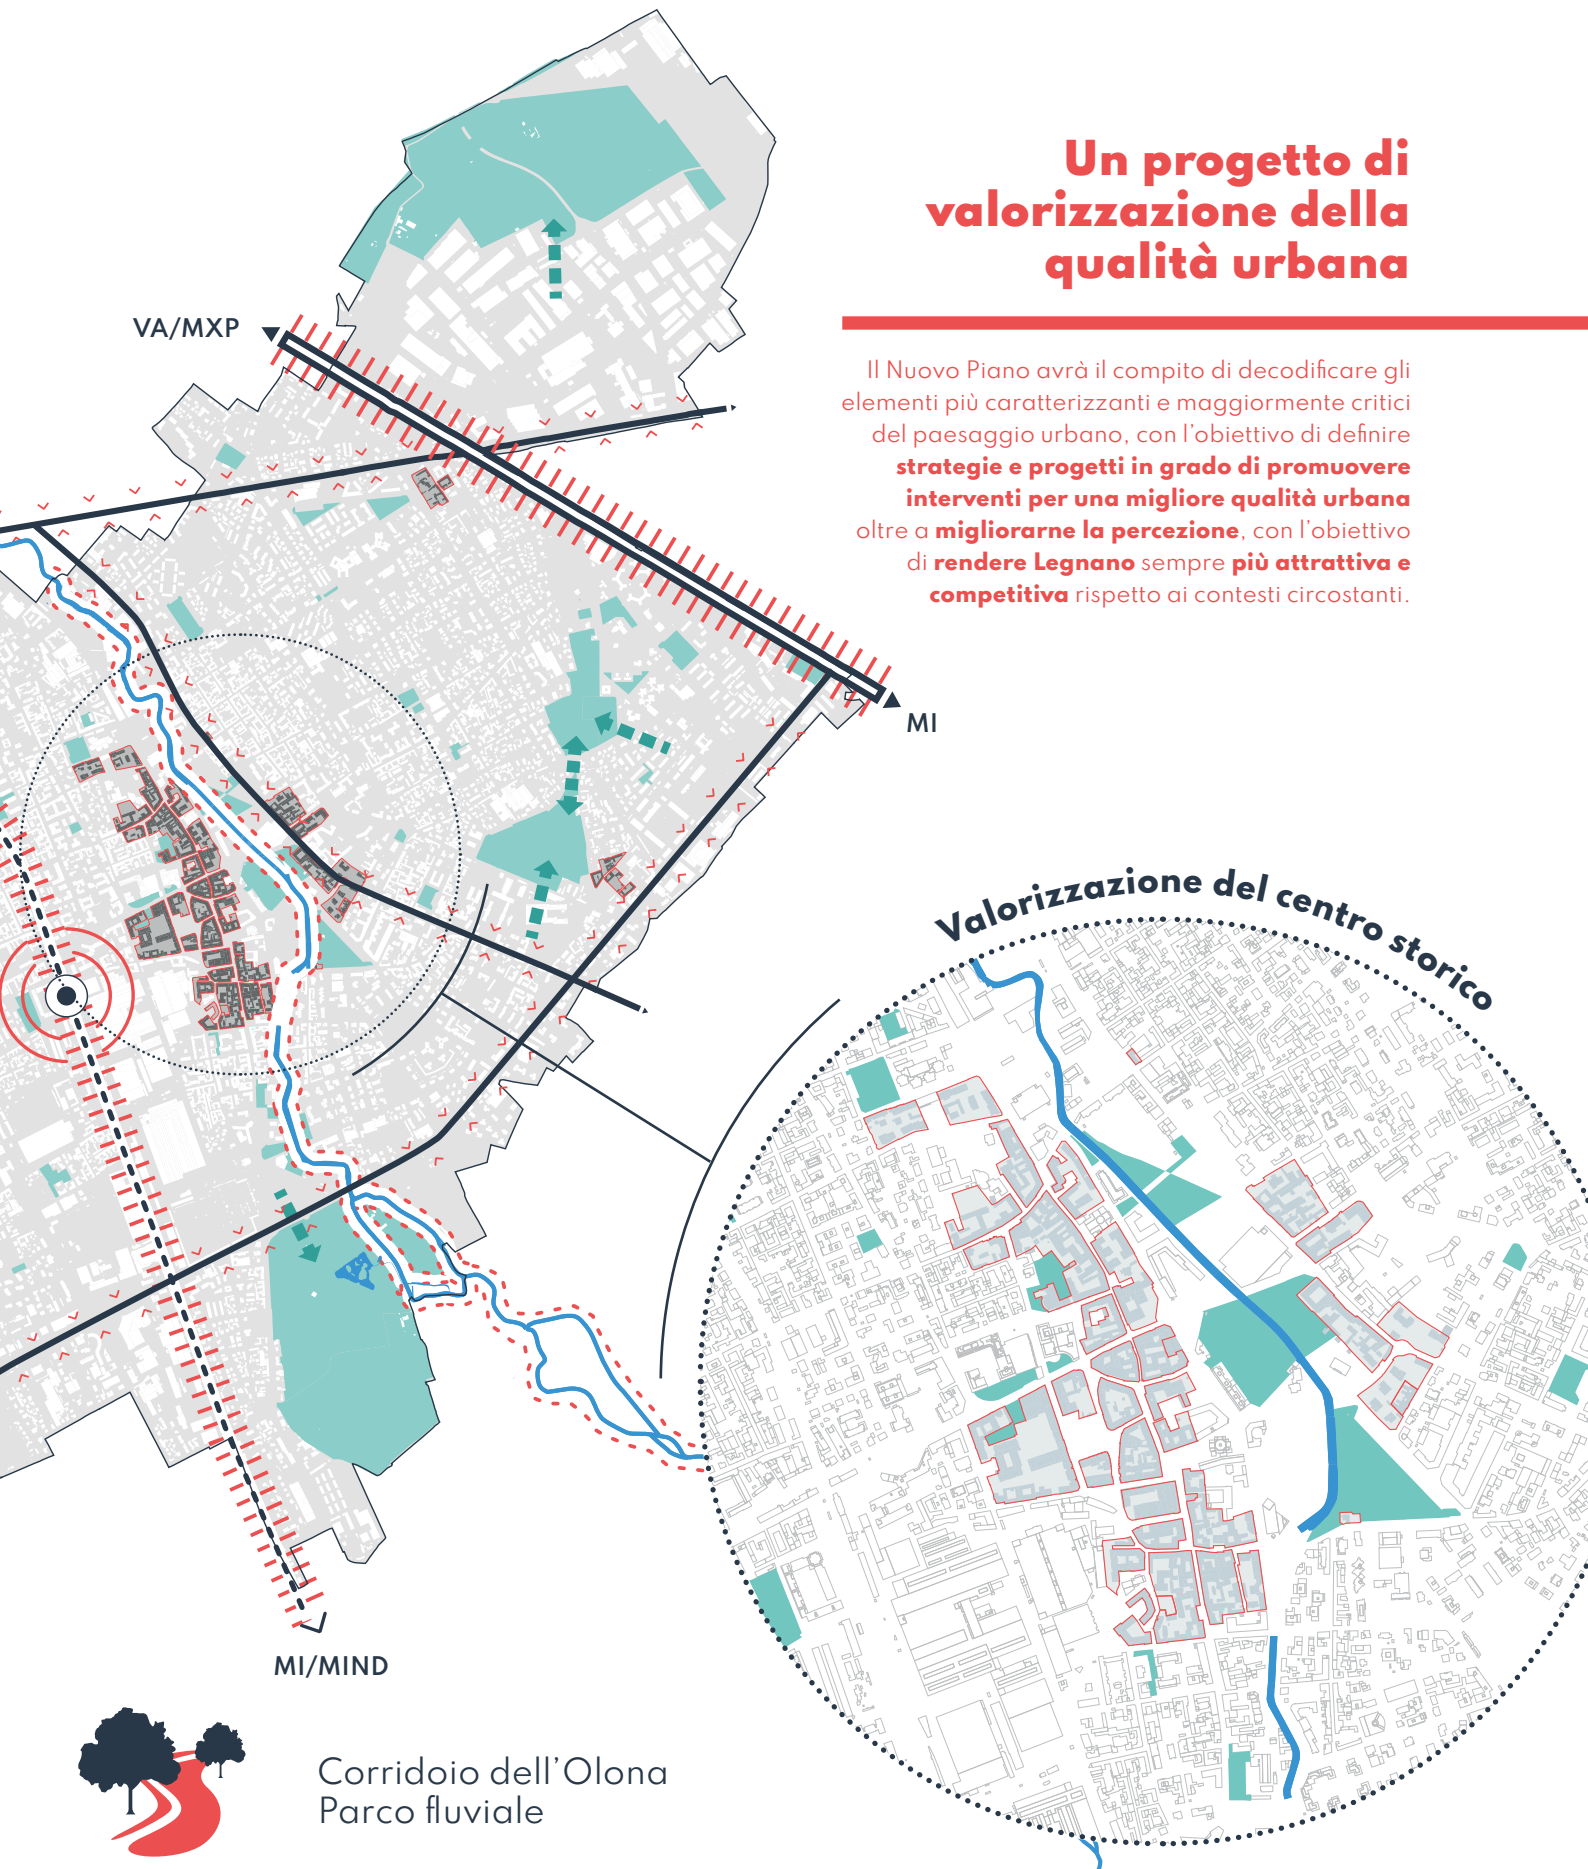 Un progetto di
valorizzazione della
qualità urbana
VA/MXP
Il Nuovo Piano avrà il compito di decodificare gli
elementi più caratterizzanti e maggiormente critici
del paesaggio urbano, con l'obiettivo di definire
strategie e progetti in grado di promuovere
interventi per una migliore qualità urbana
oltre a migliorarne la percezione, con l'obiettivo
di rendere Legnano sempre più attrattiva e
competitiva rispetto ai contesti circostanti.
MI
Valorizzazione del centro storico
MI/MIND
Corridoio dell'Olona
Parco fluviale